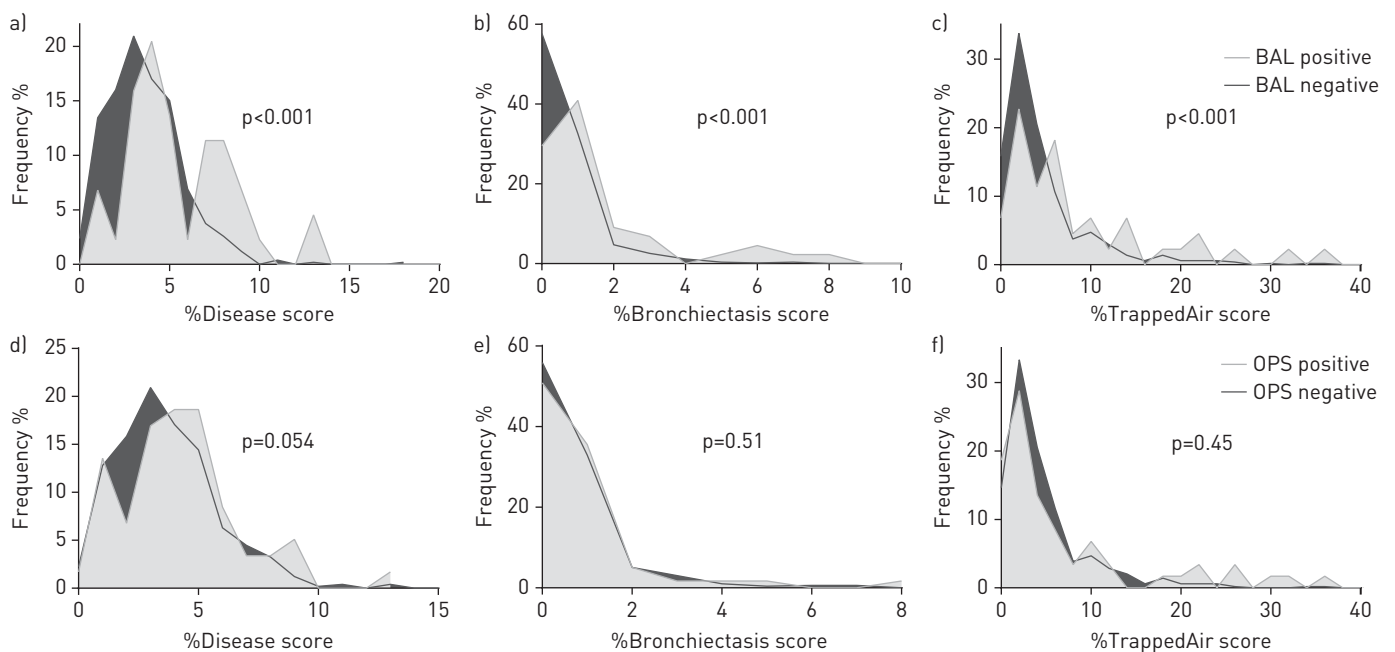 a)
20
15
10
5
0
Frequency %
p<0.001
0 5 10 15 20
%Disease score
b)
60
40
20
0
Frequency %
p<0.001
0 2 4 6 8 10
%Bronchiectasis score
c)
30
20
10
0
Frequency %
BAL positive
BAL negative
p<0.001
0 10 20 30 40
%TrappedAir score
d)
25
20
15
10
5
0
Frequency %
p=0.054
0 5 10 15
%Disease score
e)
60
40
20
0
Frequency %
p=0.51
0 2 4 6 8
%Bronchiectasis score
f)
30
20
10
0
Frequency %
OPS positive
OPS negative
p=0.45
0 10 20 30 40
%TrappedAir score